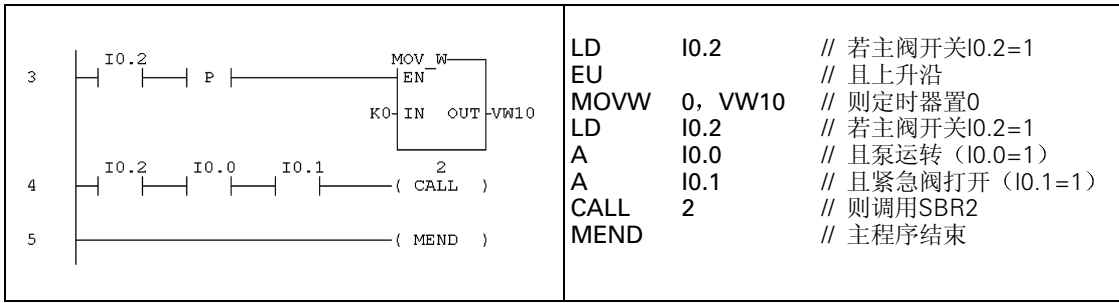 I0.2
MOV_W
3
P
EN
K0
IN
OUT
VW10
I0.2
I0.0
I0.1
2
4
( CALL )
5
( MEND )
LD I0.2 // 若主阀开关I0.2=1
EU // 且上升沿
MOVW 0，VW10 // 则定时器置0
LD I0.2 // 若主阀开关I0.2=1
A I0.0 // 且泵运转（I0.0=1）
A I0.1 // 且紧急阀打开（I0.1=1）
CALL 2 // 则调用SBR2
MEND // 主程序结束